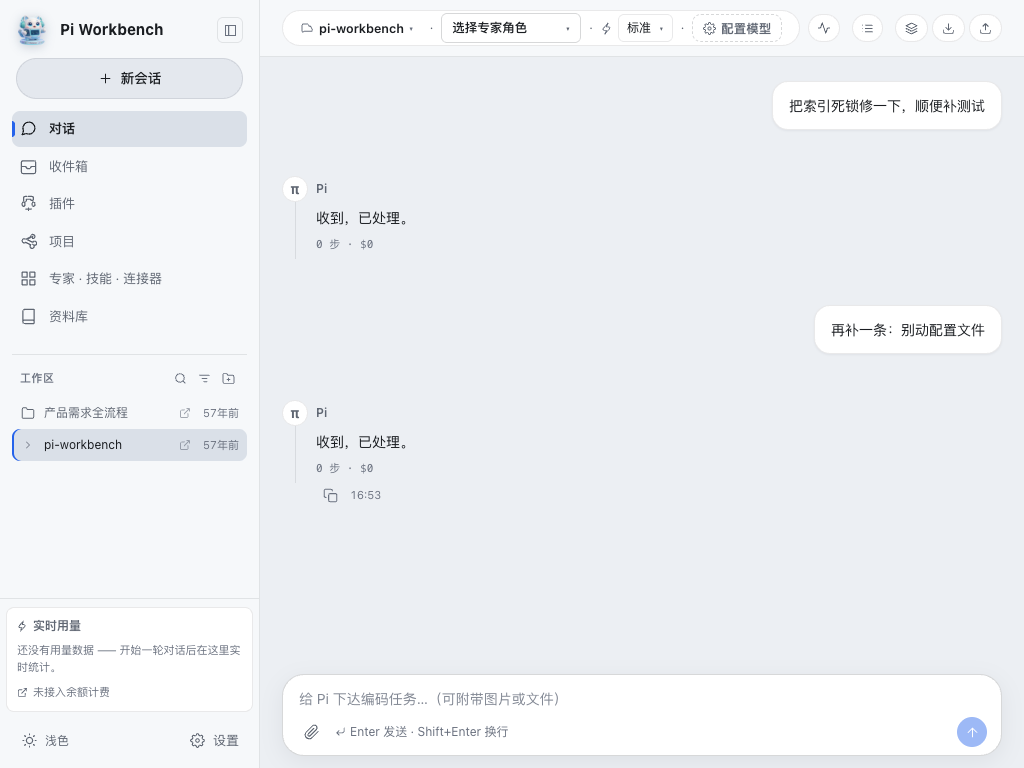 Pi Workbench
新会话
对话
收件箱
插件
项目
专家 · 技能 · 连接器
资料库
工作区
产品需求全流程 57年前
pi-workbench 57年前
实时用量
还没有用量数据 —— 开始一轮对话后在这里实
时统计。
未接入余额计费
浅色 设置
pi-workbench · 选择专家角色 · 标准 · 配置模型
把索引死锁修一下，顺便补测试
π Pi
收到，已处理。
0 步 · $0
再补一条：别动配置文件
π Pi
收到，已处理。
0 步 · $0
16:53
给 Pi 下达编码任务...（可附带图片或文件）
↵ Enter 发送 · Shift+Enter 换行